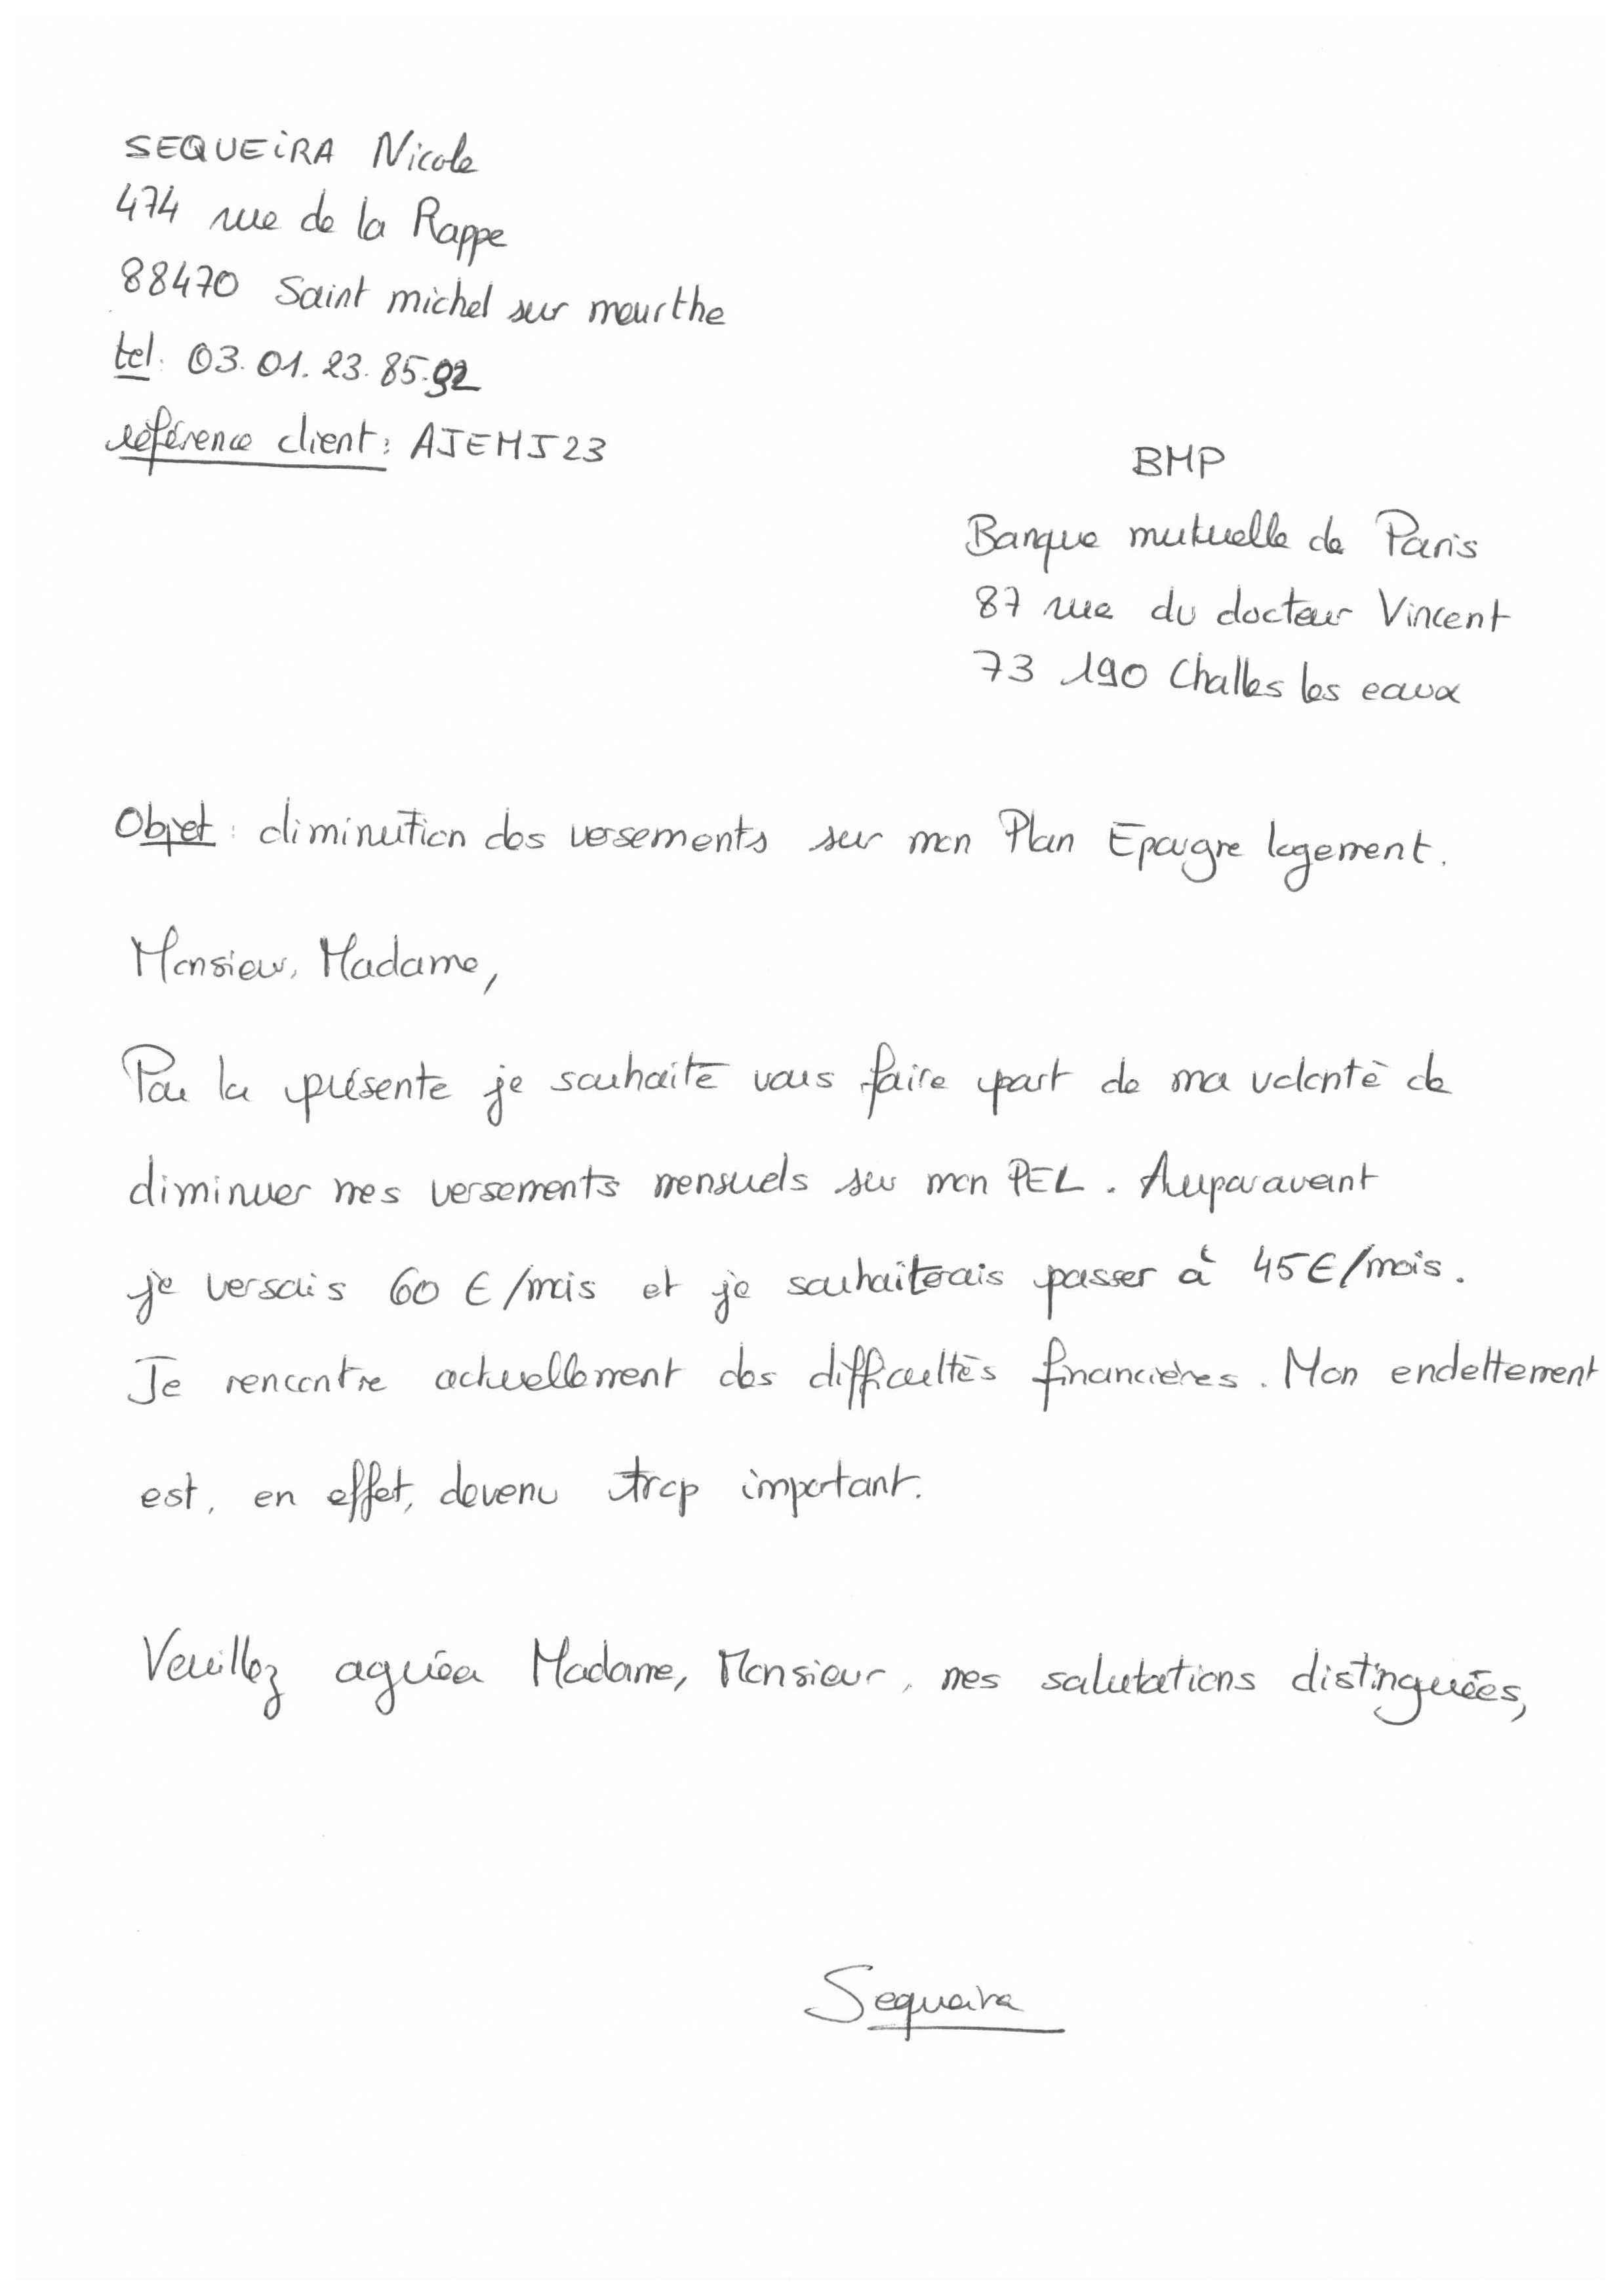 SEQUEIRA Nicole
474 rue de la Rappe
88470 Saint michel sur meurthe
tel: 03.01.23.85.92
référence client: AJEMJ23
BMP
Banque mutuelle de Paris
87 rue du docteur Vincent
73 190 Challes les eaux
Objet : diminution des versements sur mon Plan Epargne logement.
Monsieur, Madame,
Par la présente je souhaite vous faire part de ma volonté de
diminuer mes versements mensuels sur mon PEL. Auparavant
je versais 60 €/mois et je souhaiterais passer à 45€/mois.
Je rencontre actuellement des difficultés financières. Mon endettement
est, en effet, devenu trop important.
Veuillez agréer Madame, Monsieur, mes salutations distinguées,
Sequeira